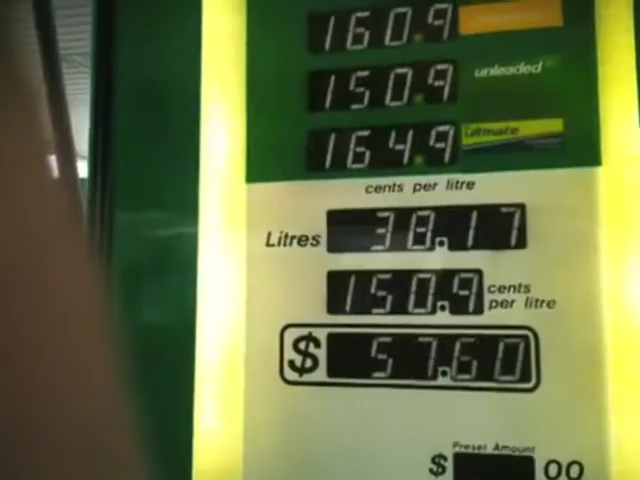 160.9
150.9 unleaded
164.9 Ultimate
cents per litre
Litres 38.17
150.9 cents per litre
$ 57.60
Preset Amount
$ 00